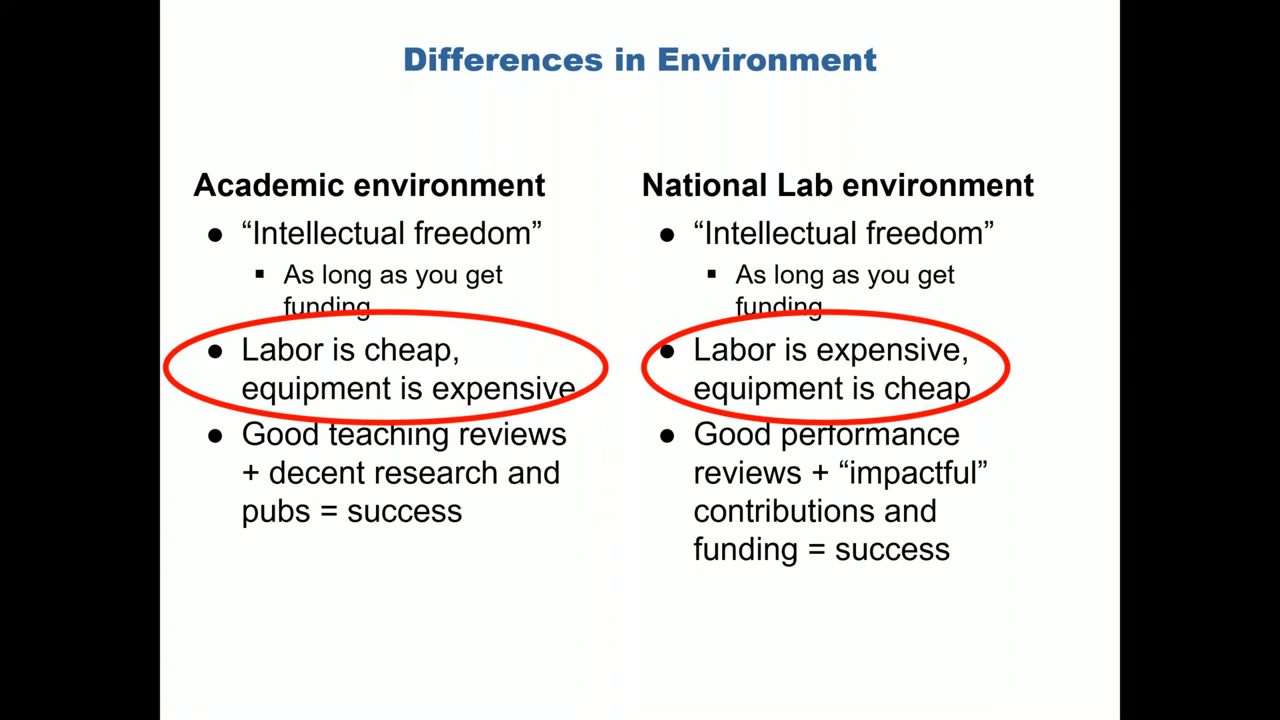 Differences in Environment
Academic environment
● “Intellectual freedom”
▪ As long as you get
funding
● Labor is cheap,
equipment is expensive
● Good teaching reviews
+ decent research and
pubs = success
National Lab environment
● “Intellectual freedom”
▪ As long as you get
funding
● Labor is expensive,
equipment is cheap
● Good performance
reviews + “impactful”
contributions and
funding = success